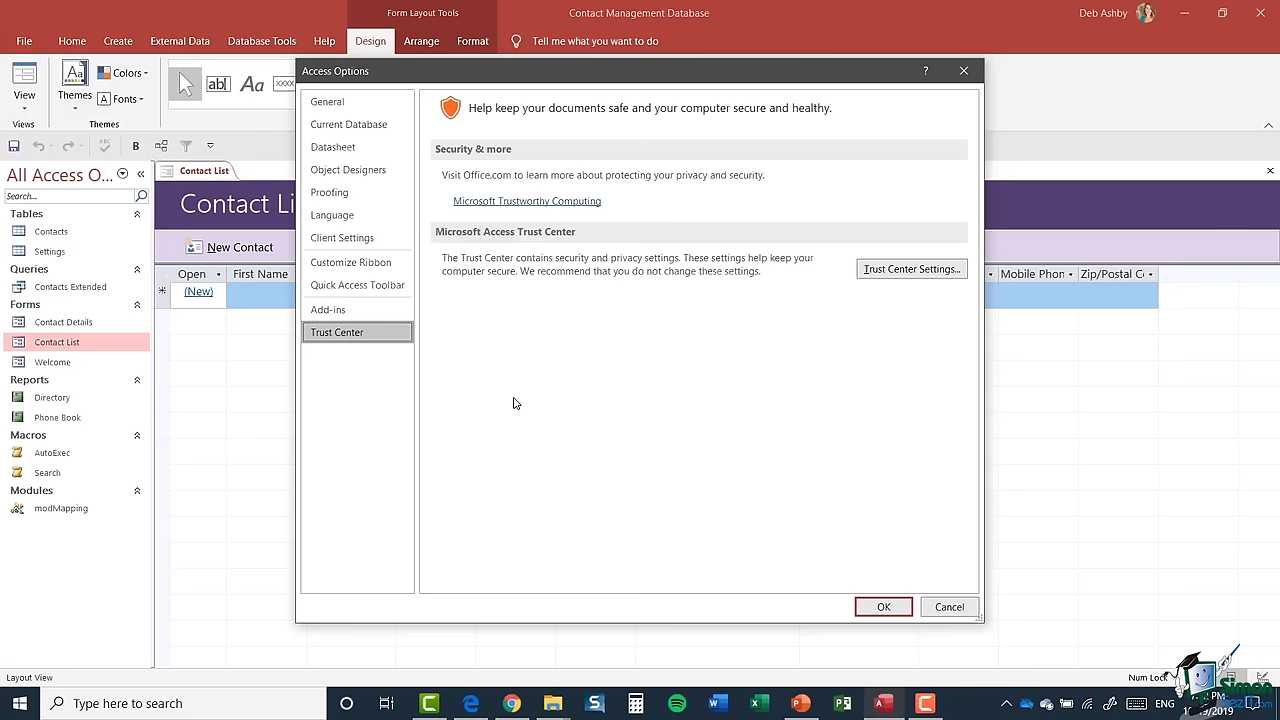 Form Layout Tools
Contact Management Database
Deb Ashby
File Home Create External Data Database Tools Help Design Arrange Format Tell me what you want to do
View
Themes
Colors
Fonts
ab|
Aa
XXXX
Views
Themes
Access Options
General
Current Database
Datasheet
Object Designers
Proofing
Language
Client Settings
Customize Ribbon
Quick Access Toolbar
Add-ins
Trust Center
Help keep your documents safe and your computer secure and healthy.
Security & more
Visit Office.com to learn more about protecting your privacy and security.
Microsoft Trustworthy Computing
Microsoft Access Trust Center
The Trust Center contains security and privacy settings. These settings help keep your
computer secure. We recommend that you do not change these settings.
Trust Center Settings...
OK
Cancel
All Access O...
Search...
Tables
Contacts
Settings
Queries
Contacts Extended
Forms
Contact Details
Contact List
Welcome
Reports
Directory
Phone Book
Macros
AutoExec
Search
Modules
modMapping
Contact List
Contact Li
New Contact
Open First Name Mobile Phon Zip/Postal C
(New)
Layout View
Num Lock
Type here to search
ENG
Simon